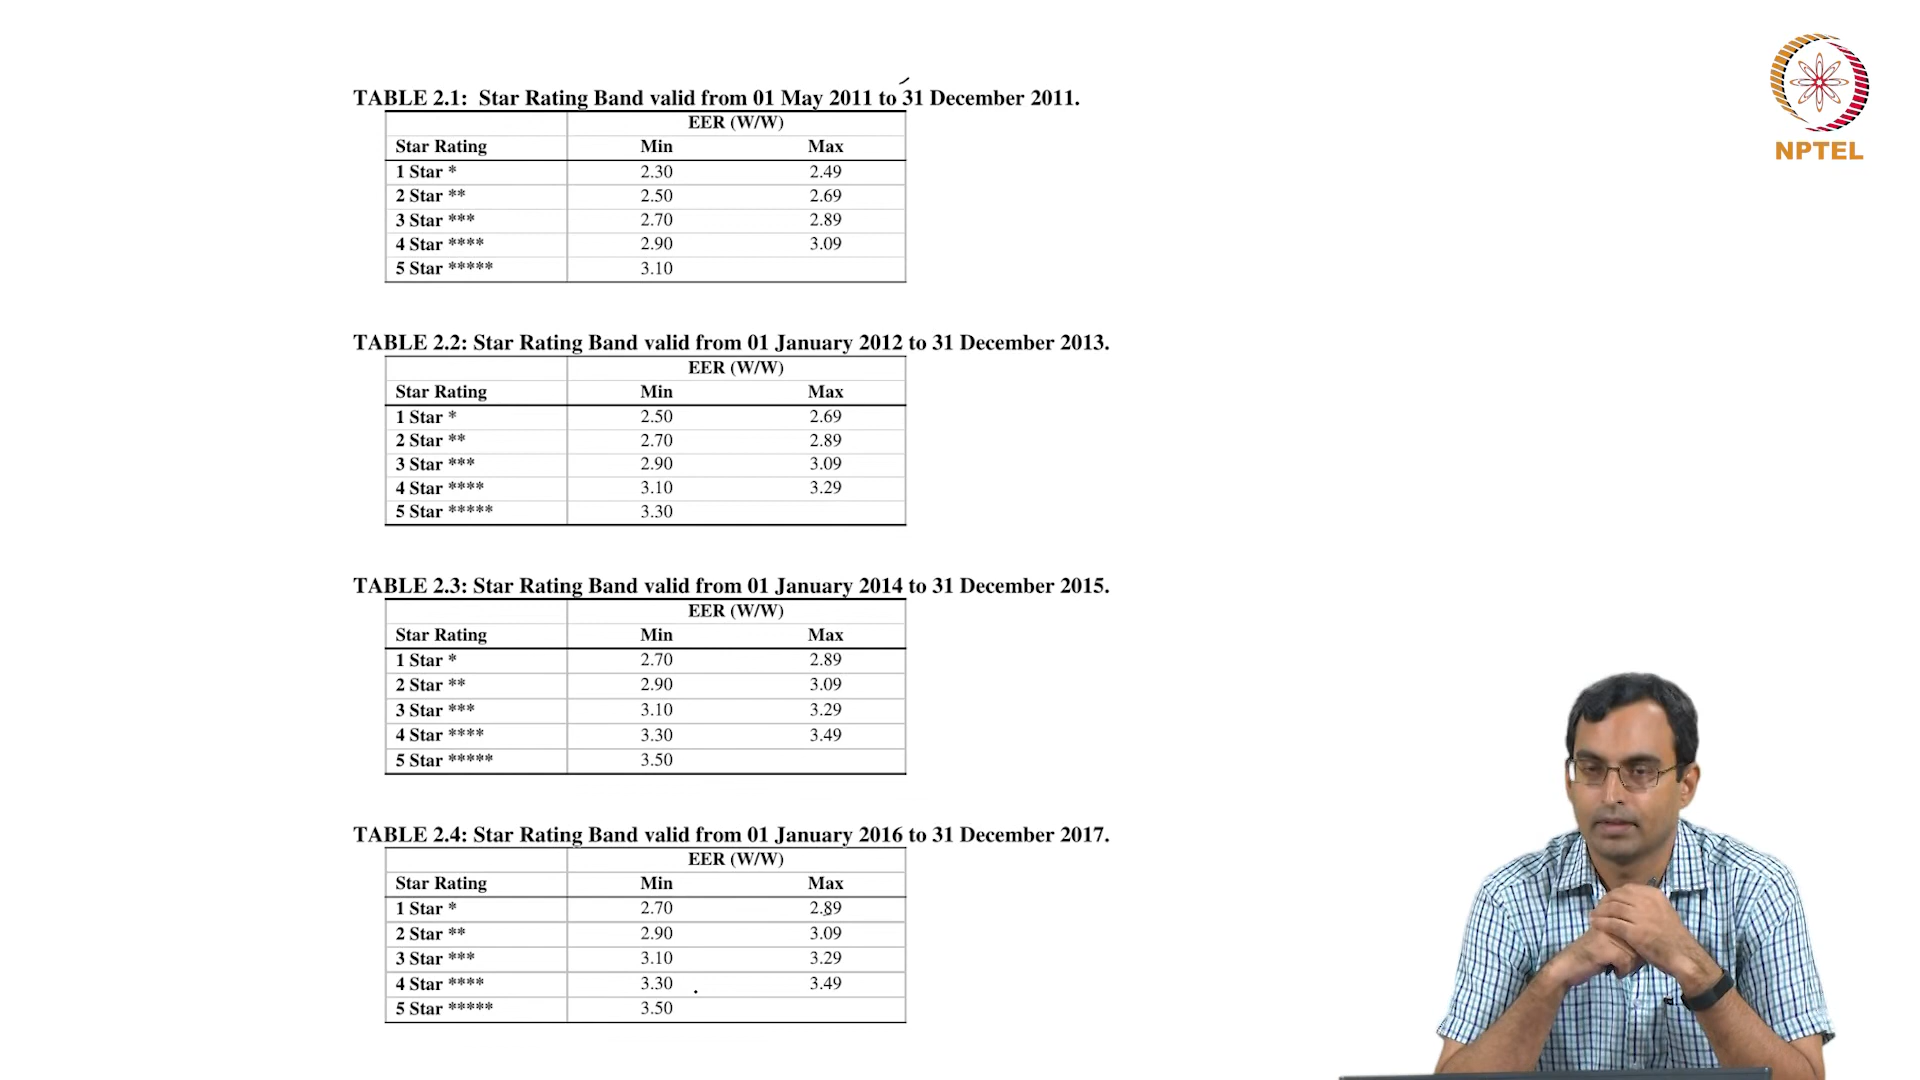 TABLE 2.1: Star Rating Band valid from 01 May 2011 to 31 December 2011.
EER (W/W)
Star Rating Min Max
1 Star * 2.30 2.49
2 Star ** 2.50 2.69
3 Star *** 2.70 2.89
4 Star **** 2.90 3.09
5 Star ***** 3.10
TABLE 2.2: Star Rating Band valid from 01 January 2012 to 31 December 2013.
EER (W/W)
Star Rating Min Max
1 Star * 2.50 2.69
2 Star ** 2.70 2.89
3 Star *** 2.90 3.09
4 Star **** 3.10 3.29
5 Star ***** 3.30
TABLE 2.3: Star Rating Band valid from 01 January 2014 to 31 December 2015.
EER (W/W)
Star Rating Min Max
1 Star * 2.70 2.89
2 Star ** 2.90 3.09
3 Star *** 3.10 3.29
4 Star **** 3.30 3.49
5 Star ***** 3.50
TABLE 2.4: Star Rating Band valid from 01 January 2016 to 31 December 2017.
EER (W/W)
Star Rating Min Max
1 Star * 2.70 2.89
2 Star ** 2.90 3.09
3 Star *** 3.10 3.29
4 Star **** 3.30 3.49
5 Star ***** 3.50
NPTEL